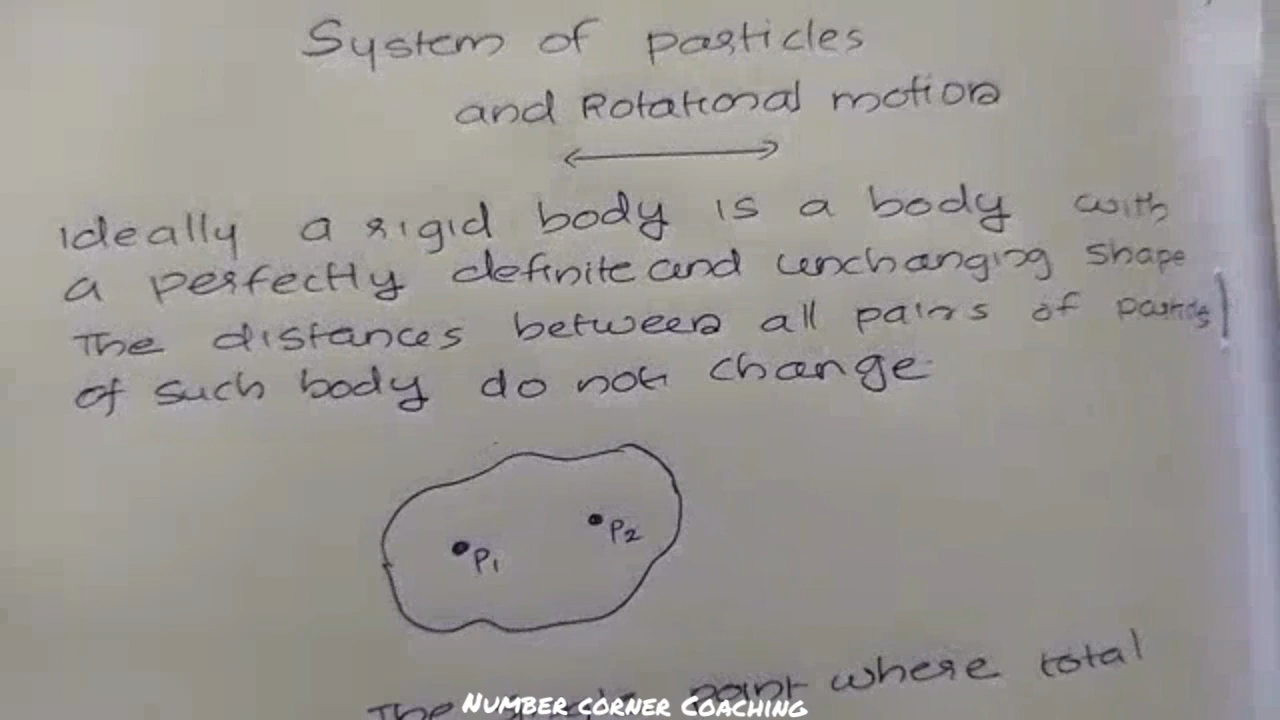 System of particles
and Rotational motion
ideally a rigid body is a body with
a perfectly definite and unchanging shape
The distances between all pairs of
of such body do not change.
P1
P2
The point where total
Number corner Coaching